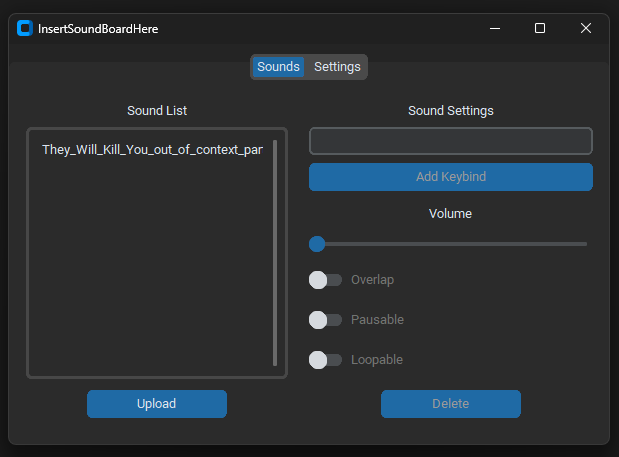 InsertSoundBoardHere
Sounds Settings
Sound List
They_Will_Kill_You_out_of_context_par
Upload
Sound Settings
Add Keybind
Volume
Overlap
Pausable
Loopable
Delete